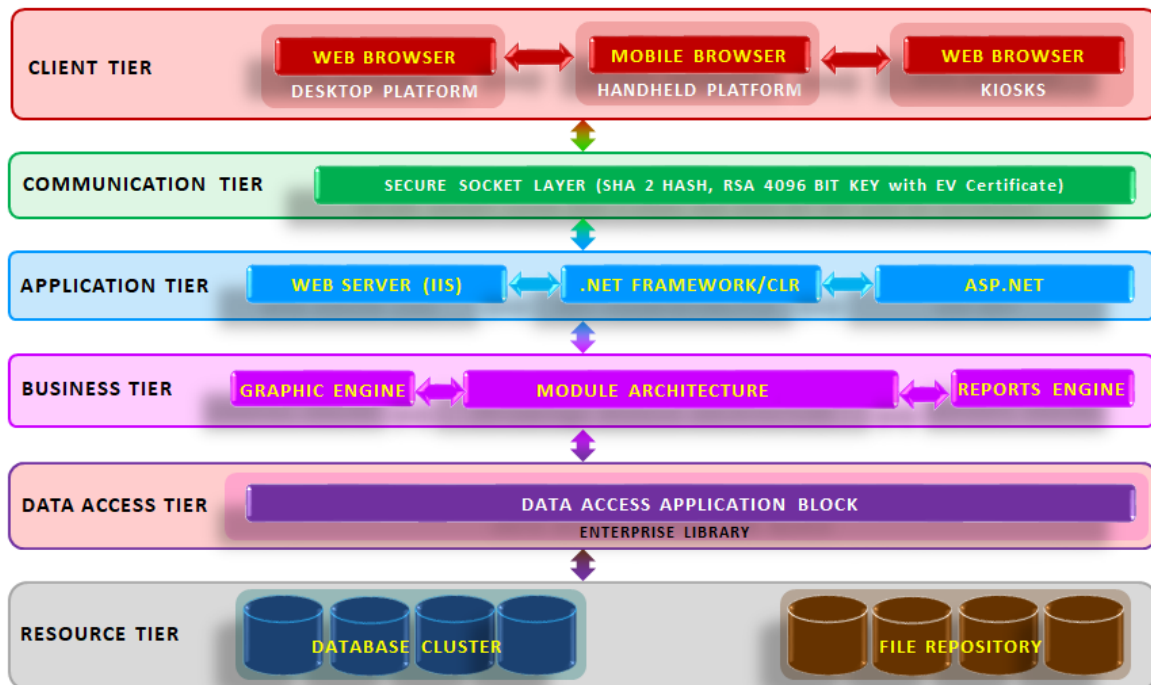 CLIENT TIER
WEB BROWSER
DESKTOP PLATFORM
MOBILE BROWSER
HANDHELD PLATFORM
WEB BROWSER
KIOSKS
COMMUNICATION TIER
SECURE SOCKET LAYER (SHA 2 HASH, RSA 4096 BIT KEY with EV Certificate)
APPLICATION TIER
WEB SERVER (IIS)
.NET FRAMEWORK/CLR
ASP.NET
BUSINESS TIER
GRAPHIC ENGINE
MODULE ARCHITECTURE
REPORTS ENGINE
DATA ACCESS TIER
DATA ACCESS APPLICATION BLOCK
ENTERPRISE LIBRARY
RESOURCE TIER
DATABASE CLUSTER
FILE REPOSITORY